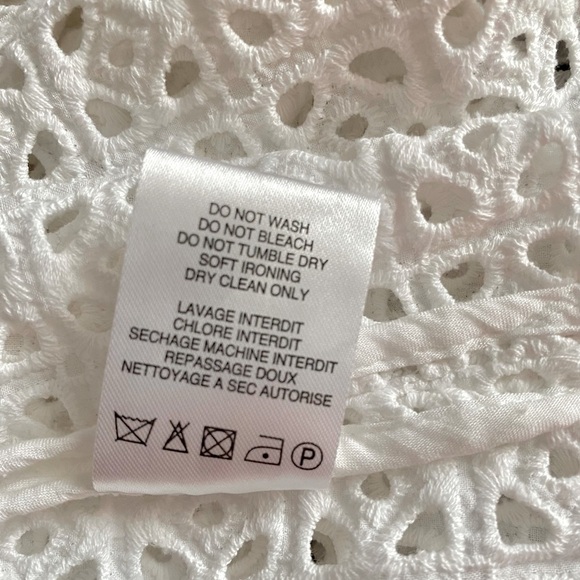 DO NOT WASH
DO NOT BLEACH
DO NOT TUMBLE DRY
SOFT IRONING
DRY CLEAN ONLY
LAVAGE INTERDIT
CHLORE INTERDIT
SECHAGE MACHINE INTERDIT
REPASSAGE DOUX
NETTOYAGE A SEC AUTORISE
P